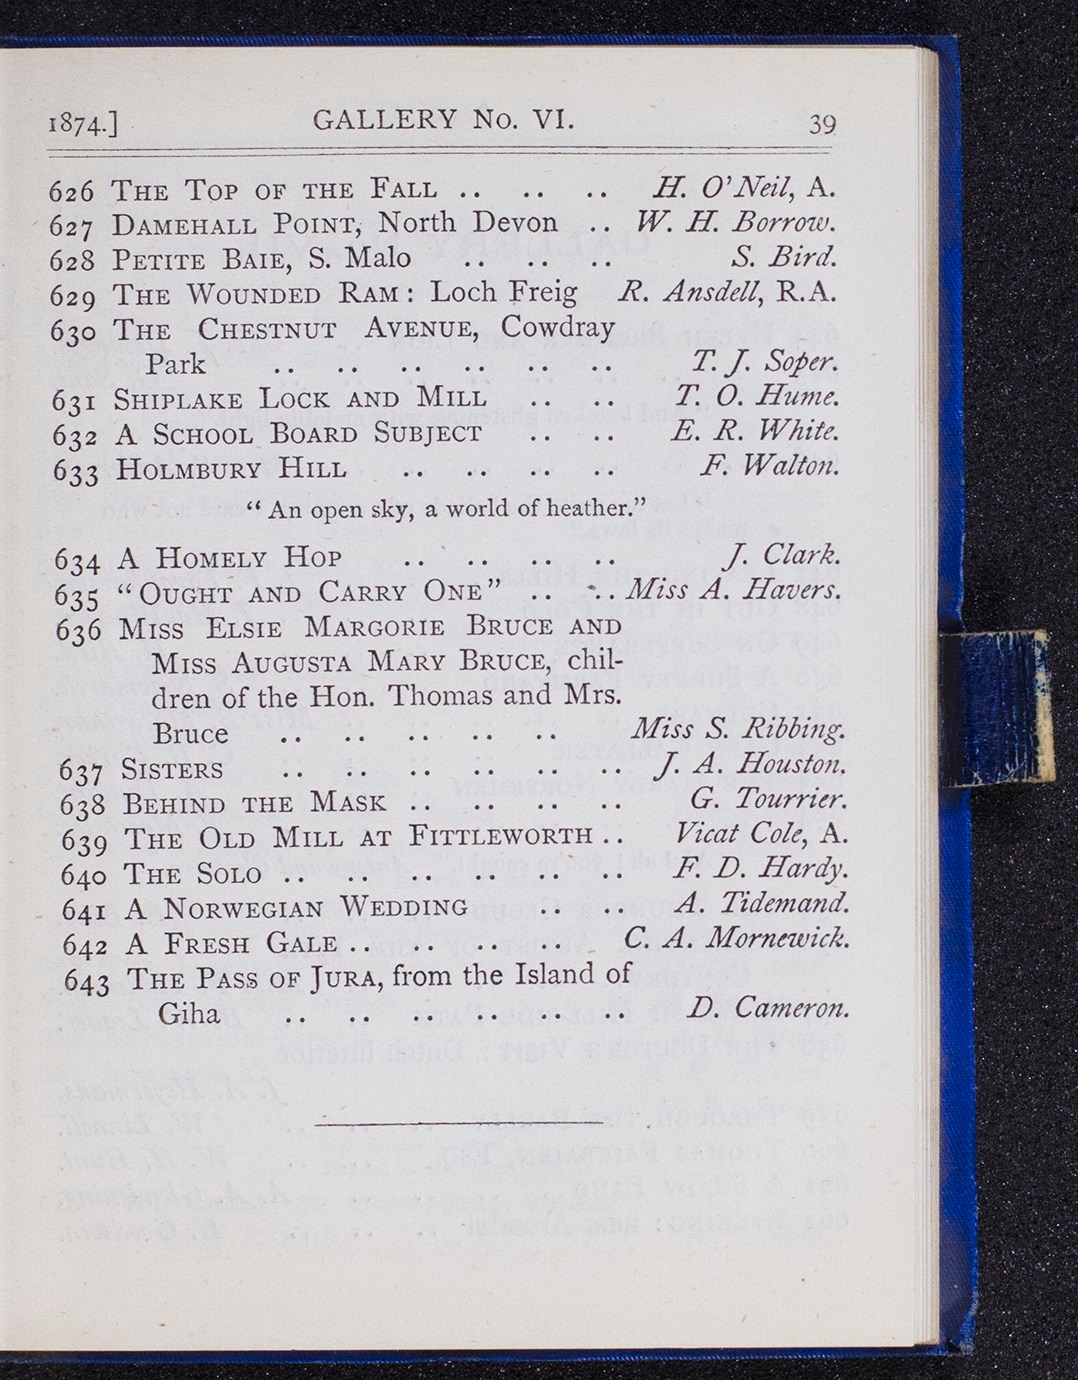 1874.] GALLERY No. VI. 39
626 THE TOP OF THE FALL .. .. .. H. O'Neil, A.
627 DAMEHALL POINT, North Devon .. W. H. Borrow.
628 PETITE BAIE, S. Malo .. .. .. S. Bird.
629 THE WOUNDED RAM: Loch Freig R. Ansdell, R.A.
630 THE CHESTNUT AVENUE, Cowdray
Park .. .. .. .. .. .. T. J. Soper.
631 SHIPLAKE LOCK AND MILL .. .. T. O. Hume.
632 A SCHOOL BOARD SUBJECT .. .. E. R. White.
633 HOLMBURY HILL .. .. .. .. F. Walton.
“An open sky, a world of heather.”
634 A HOMELY HOP .. .. .. .. J. Clark.
635 “OUGHT AND CARRY ONE” .. .. Miss A. Havers.
636 MISS ELSIE MARGORIE BRUCE AND
MISS AUGUSTA MARY BRUCE, chil-
dren of the Hon. Thomas and Mrs.
Bruce .. .. .. .. .. Miss S. Ribbing.
637 SISTERS .. .. .. .. .. .. J. A. Houston.
638 BEHIND THE MASK .. .. .. .. G. Tourrier.
639 THE OLD MILL AT FITTLEWORTH .. Vicat Cole, A.
640 THE SOLO .. .. .. .. .. .. F. D. Hardy.
641 A NORWEGIAN WEDDING .. .. A. Tidemand.
642 A FRESH GALE .. .. .. .. C. A. Mornewick.
643 THE PASS OF JURA, from the Island of
Giha .. .. .. .. .. .. D. Cameron.